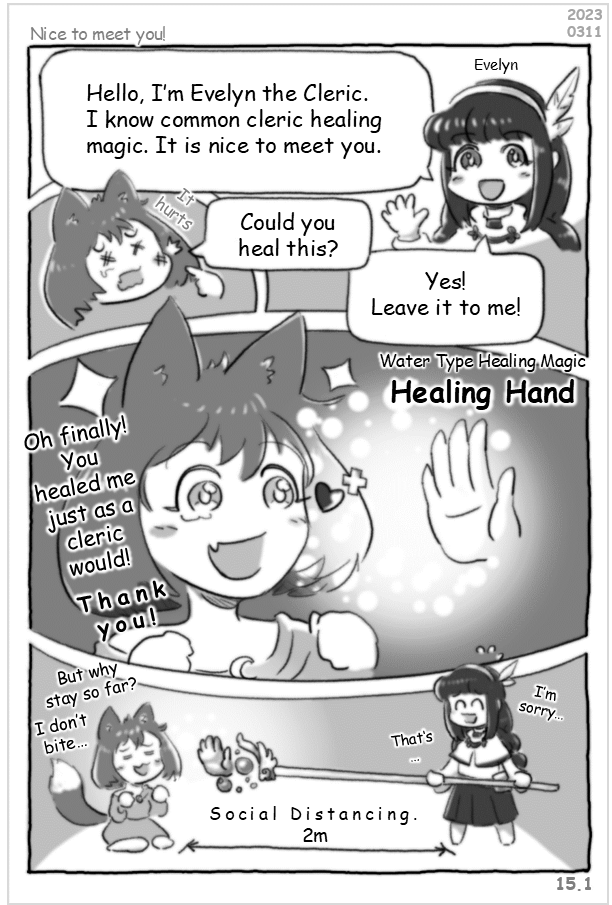 Nice to meet you!
2023
0311
Evelyn
Hello, I'm Evelyn the Cleric.
I know common cleric healing
magic. It is nice to meet you.
It
hurts
Could you
heal this?
Yes!
Leave it to me!
Water Type Healing Magic
Healing Hand
Oh finally!
You
healed me
just as a
cleric
would!
Thank
you!
But why
stay so far?
I don't
bite...
That's
...
I'm
sorry...
Social Distancing.
2m
15.1